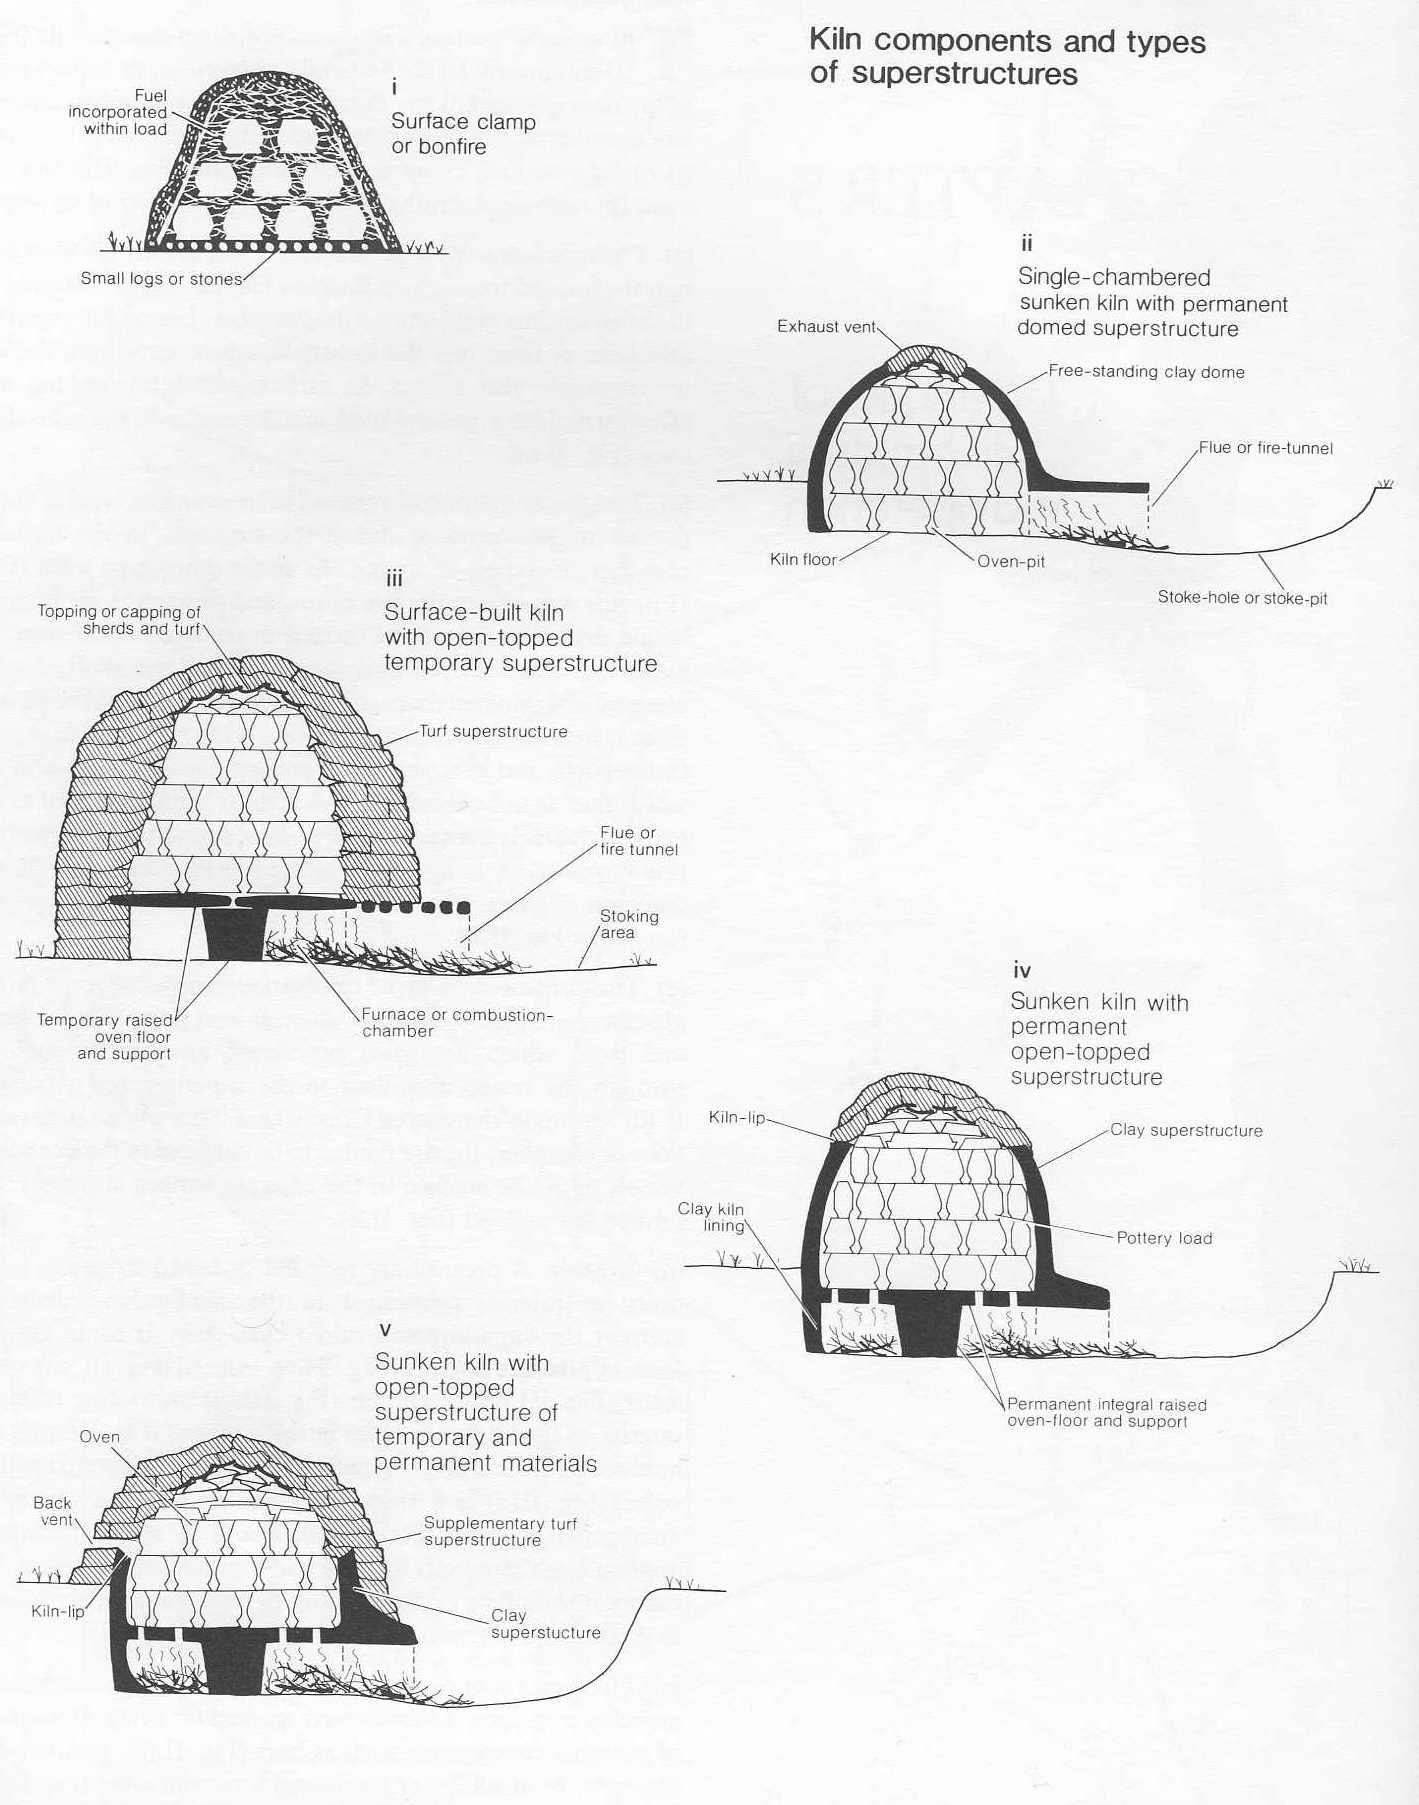 Kiln components and types
of superstructures
i
Surface clamp
or bonfire
Fuel
incorporated
within load
Small logs or stones
ii
Single-chambered
sunken kiln with permanent
domed superstructure
Exhaust vent
Free-standing clay dome
Flue or fire-tunnel
Kiln floor
Oven-pit
Stoke-hole or stoke-pit
iii
Surface-built kiln
with open-topped
temporary superstructure
Topping or capping of
sherds and turf
Turf superstructure
Flue or
fire tunnel
Stoking
area
Temporary raised
oven floor
and support
Furnace or combustion-
chamber
iv
Sunken kiln with
permanent
open-topped
superstructure
Kiln-lip
Clay superstructure
Clay kiln
lining
Pottery load
Permanent integral raised
oven-floor and support
v
Sunken kiln with
open-topped
superstructure of
temporary and
permanent materials
Oven
Back
vent
Supplementary turf
superstructure
Kiln-lip
Clay
superstucture